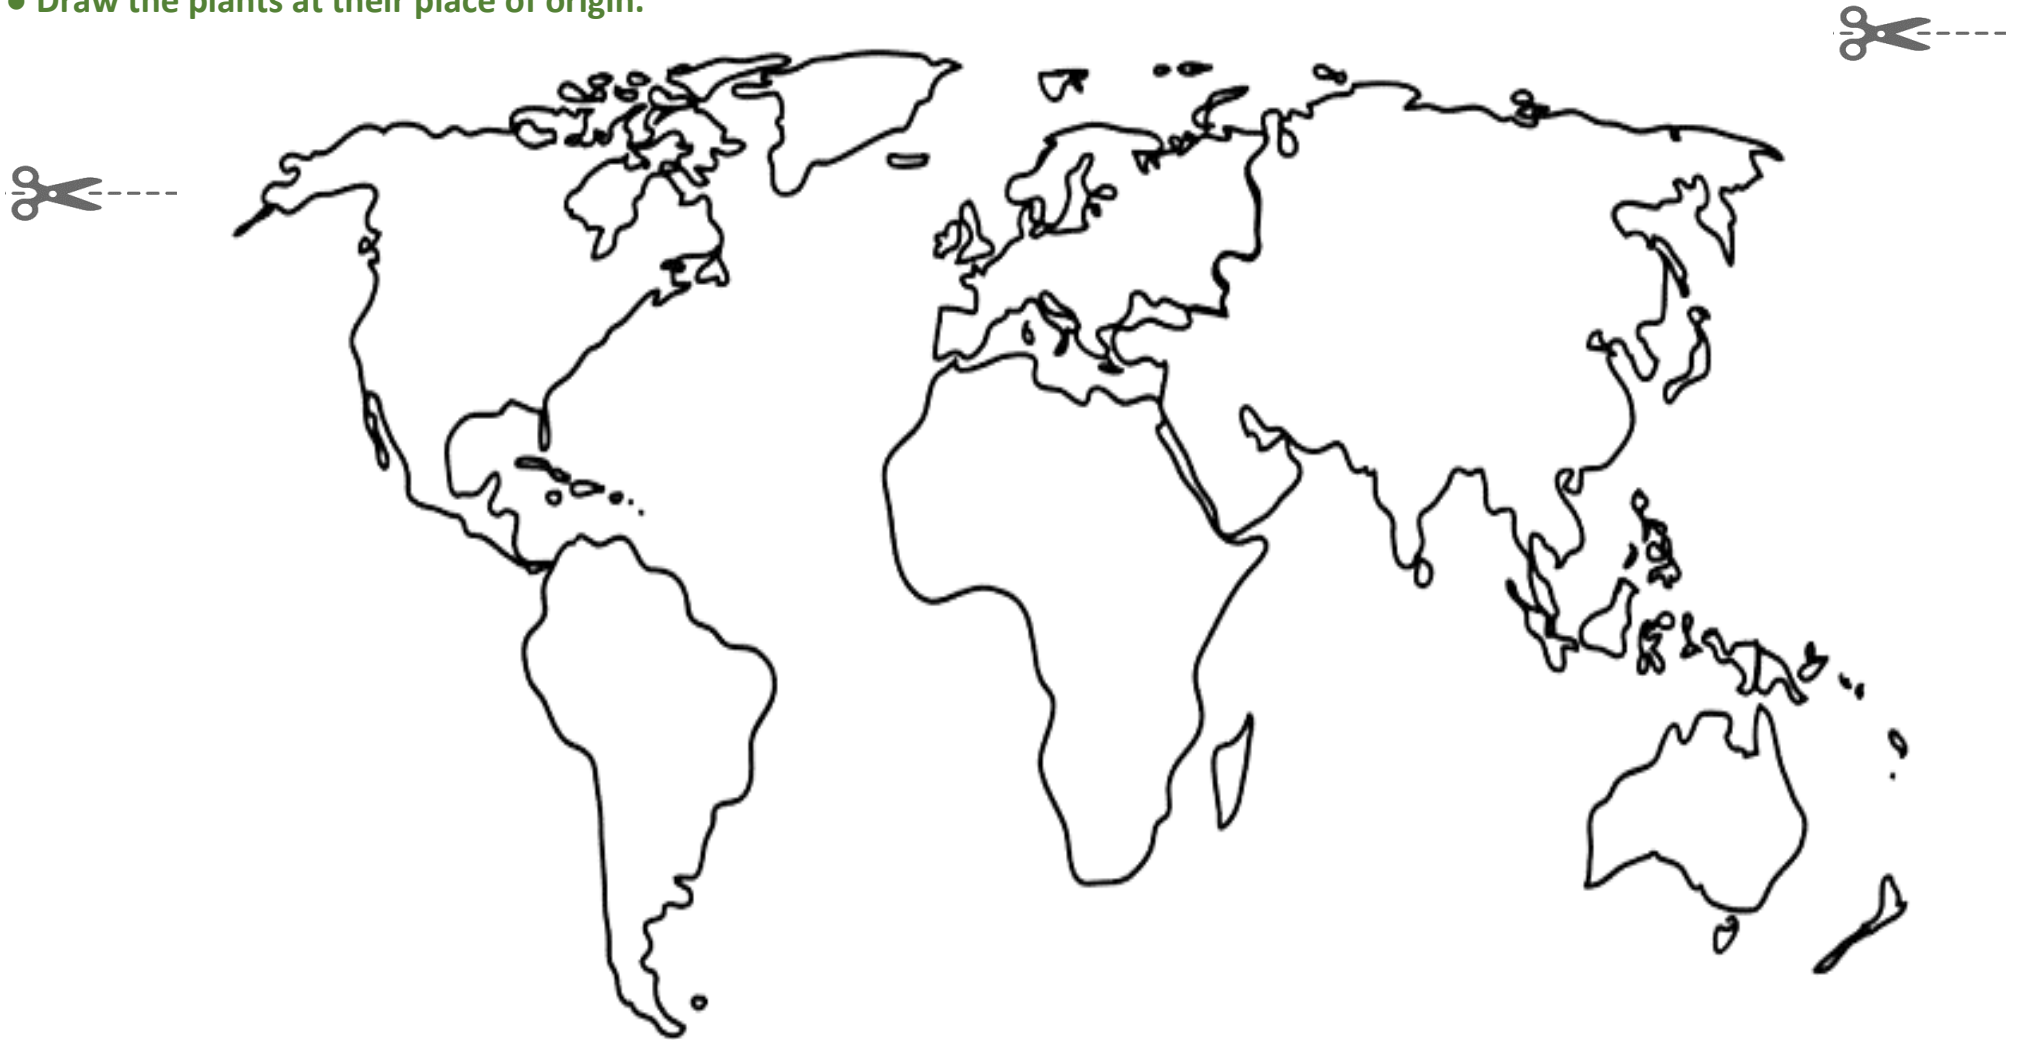 ● Draw the plants at their place of origin.